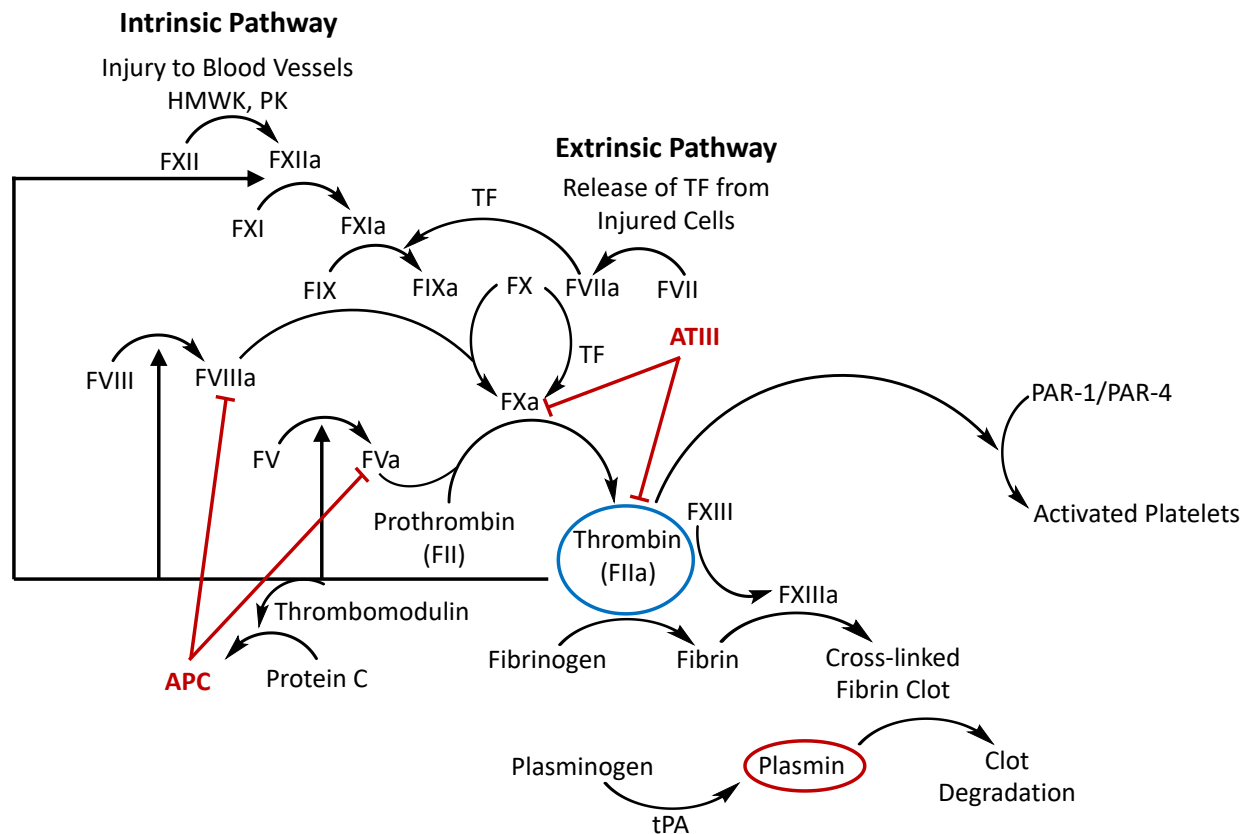 Intrinsic Pathway
Injury to Blood Vessels
HMWK, PK
FXII
FXIIa
Extrinsic Pathway
Release of TF from
Injured Cells
FXI
FXIa
TF
FIX
FIXa
FX
FVIIa
FVII
ATIII
FVIII
FVIIIa
TF
FXa
PAR-1/PAR-4
FV
FVa
Prothrombin
(FII)
Thrombin
(FIIa)
FXIII
Activated Platelets
FXIIIa
Thrombomodulin
APC
Protein C
Fibrinogen
Fibrin
Cross-linked
Fibrin Clot
Plasminogen
Plasmin
Clot
Degradation
tPA